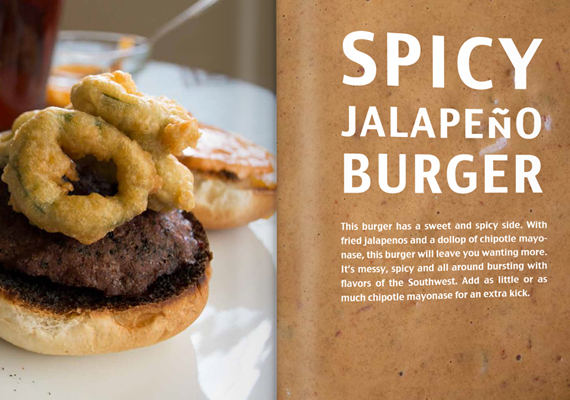 SPICY
JALAPEñO
BURGER
This burger has a sweet and spicy side. With
fried jalapenos and a dollop of chipotle mayo-
nase, this burger will leave you wanting more.
It's messy, spicy and all around bursting with
flavors of the Southwest. Add as little or as
much chipotle mayonase for an extra kick.